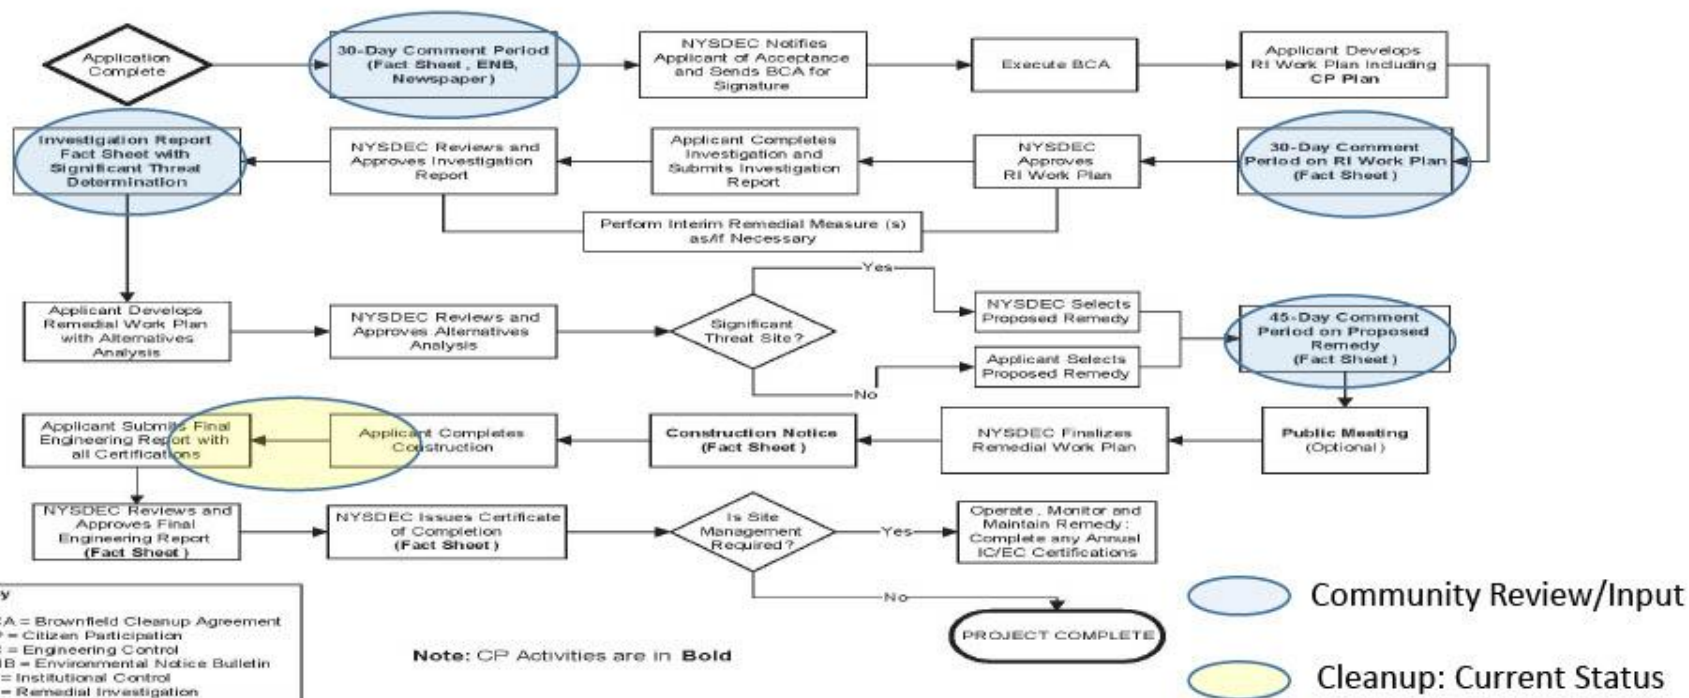 Application
Complete
30-Day Comment Period
(Fact Sheet , ENB,
Newspaper )
NYSDEC Notifies
Applicant of Acceptance
and Sends BCA for
Signature
Execute BCA
Applicant Develops
RI Work Plan Including
CP Plan
Investigation Report
Fact Sheet with
Significant Threat
Determination
NYSDEC Reviews and
Approves Investigation
Report
Applicant Completes
Investigation and
Submits Investigation
Report
NYSDEC
Approves
RI Work Plan
30-Day Comment
Period on RI Work Plan
(Fact Sheet )
Perform Interim Remedial Measure (s)
as/if Necessary
Applicant Develops
Remedial Work Plan
with Alternatives
Analysis
NYSDEC Reviews and
Approves Alternatives
Analysis
Significant
Threat Site ?
Yes
No
NYSDEC Selects
Proposed Remedy
Applicant Selects
Proposed Remedy
45-Day Comment
Period on Proposed
Remedy
(Fact Sheet )
Applicant Submits Final
Engineering Report with
all Certifications
Applicant Completes
Construction
Construction Notice
(Fact Sheet )
NYSDEC Finalizes
Remedial Work Plan
Public Meeting
(Optional )
NYSDEC Reviews and
Approves Final
Engineering Report
(Fact Sheet )
NYSDEC Issues Certificate
of Completion
(Fact Sheet )
Is Site
Management
Required ?
Yes
No
Operate , Monitor and
Maintain Remedy :
Complete any Annual
IC/EC Certifications
PROJECT COMPLETE
= Brownfield Cleanup Agreement
= Citizen Participation
= Engineering Control
= Environmental Notice Bulletin
= Institutional Control
= Remedial Investigation
Note: CP Activities are in Bold
Community Review/Input
Cleanup: Current Status